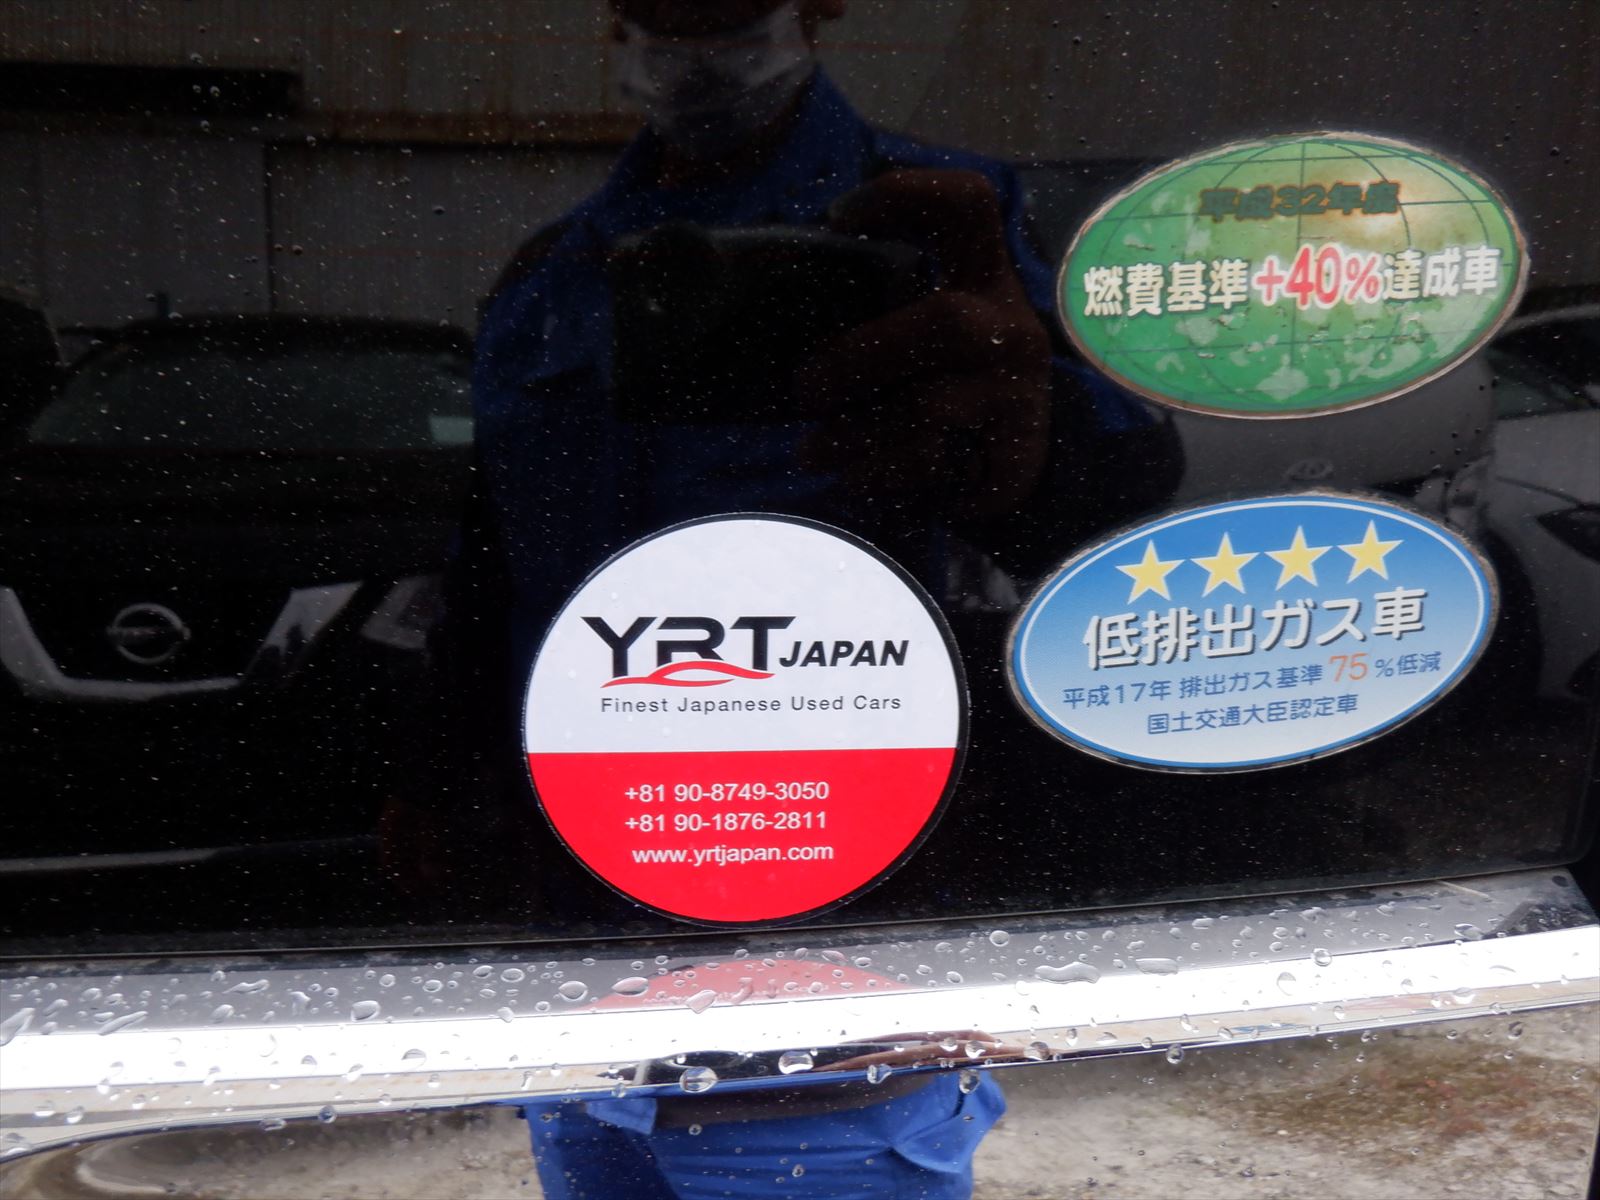 平成32年度
燃費基準+40%達成車
低排出ガス車
平成17年 排出ガス基準 75 %低減
国土交通大臣認定車
YRT JAPAN
Finest Japanese Used Cars
+81 90-8749-3050
+81 90-1876-2811
www.yrtjapan.com